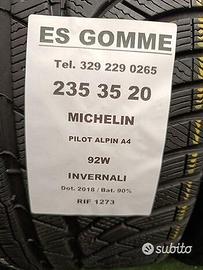 ES GOMME
Tel. 329 229 0265
235 35 20
MICHELIN
PILOT ALPIN A4
92W
INVERNALI
Dot. 2018 / Bat. 90%
RIF 1273
subito